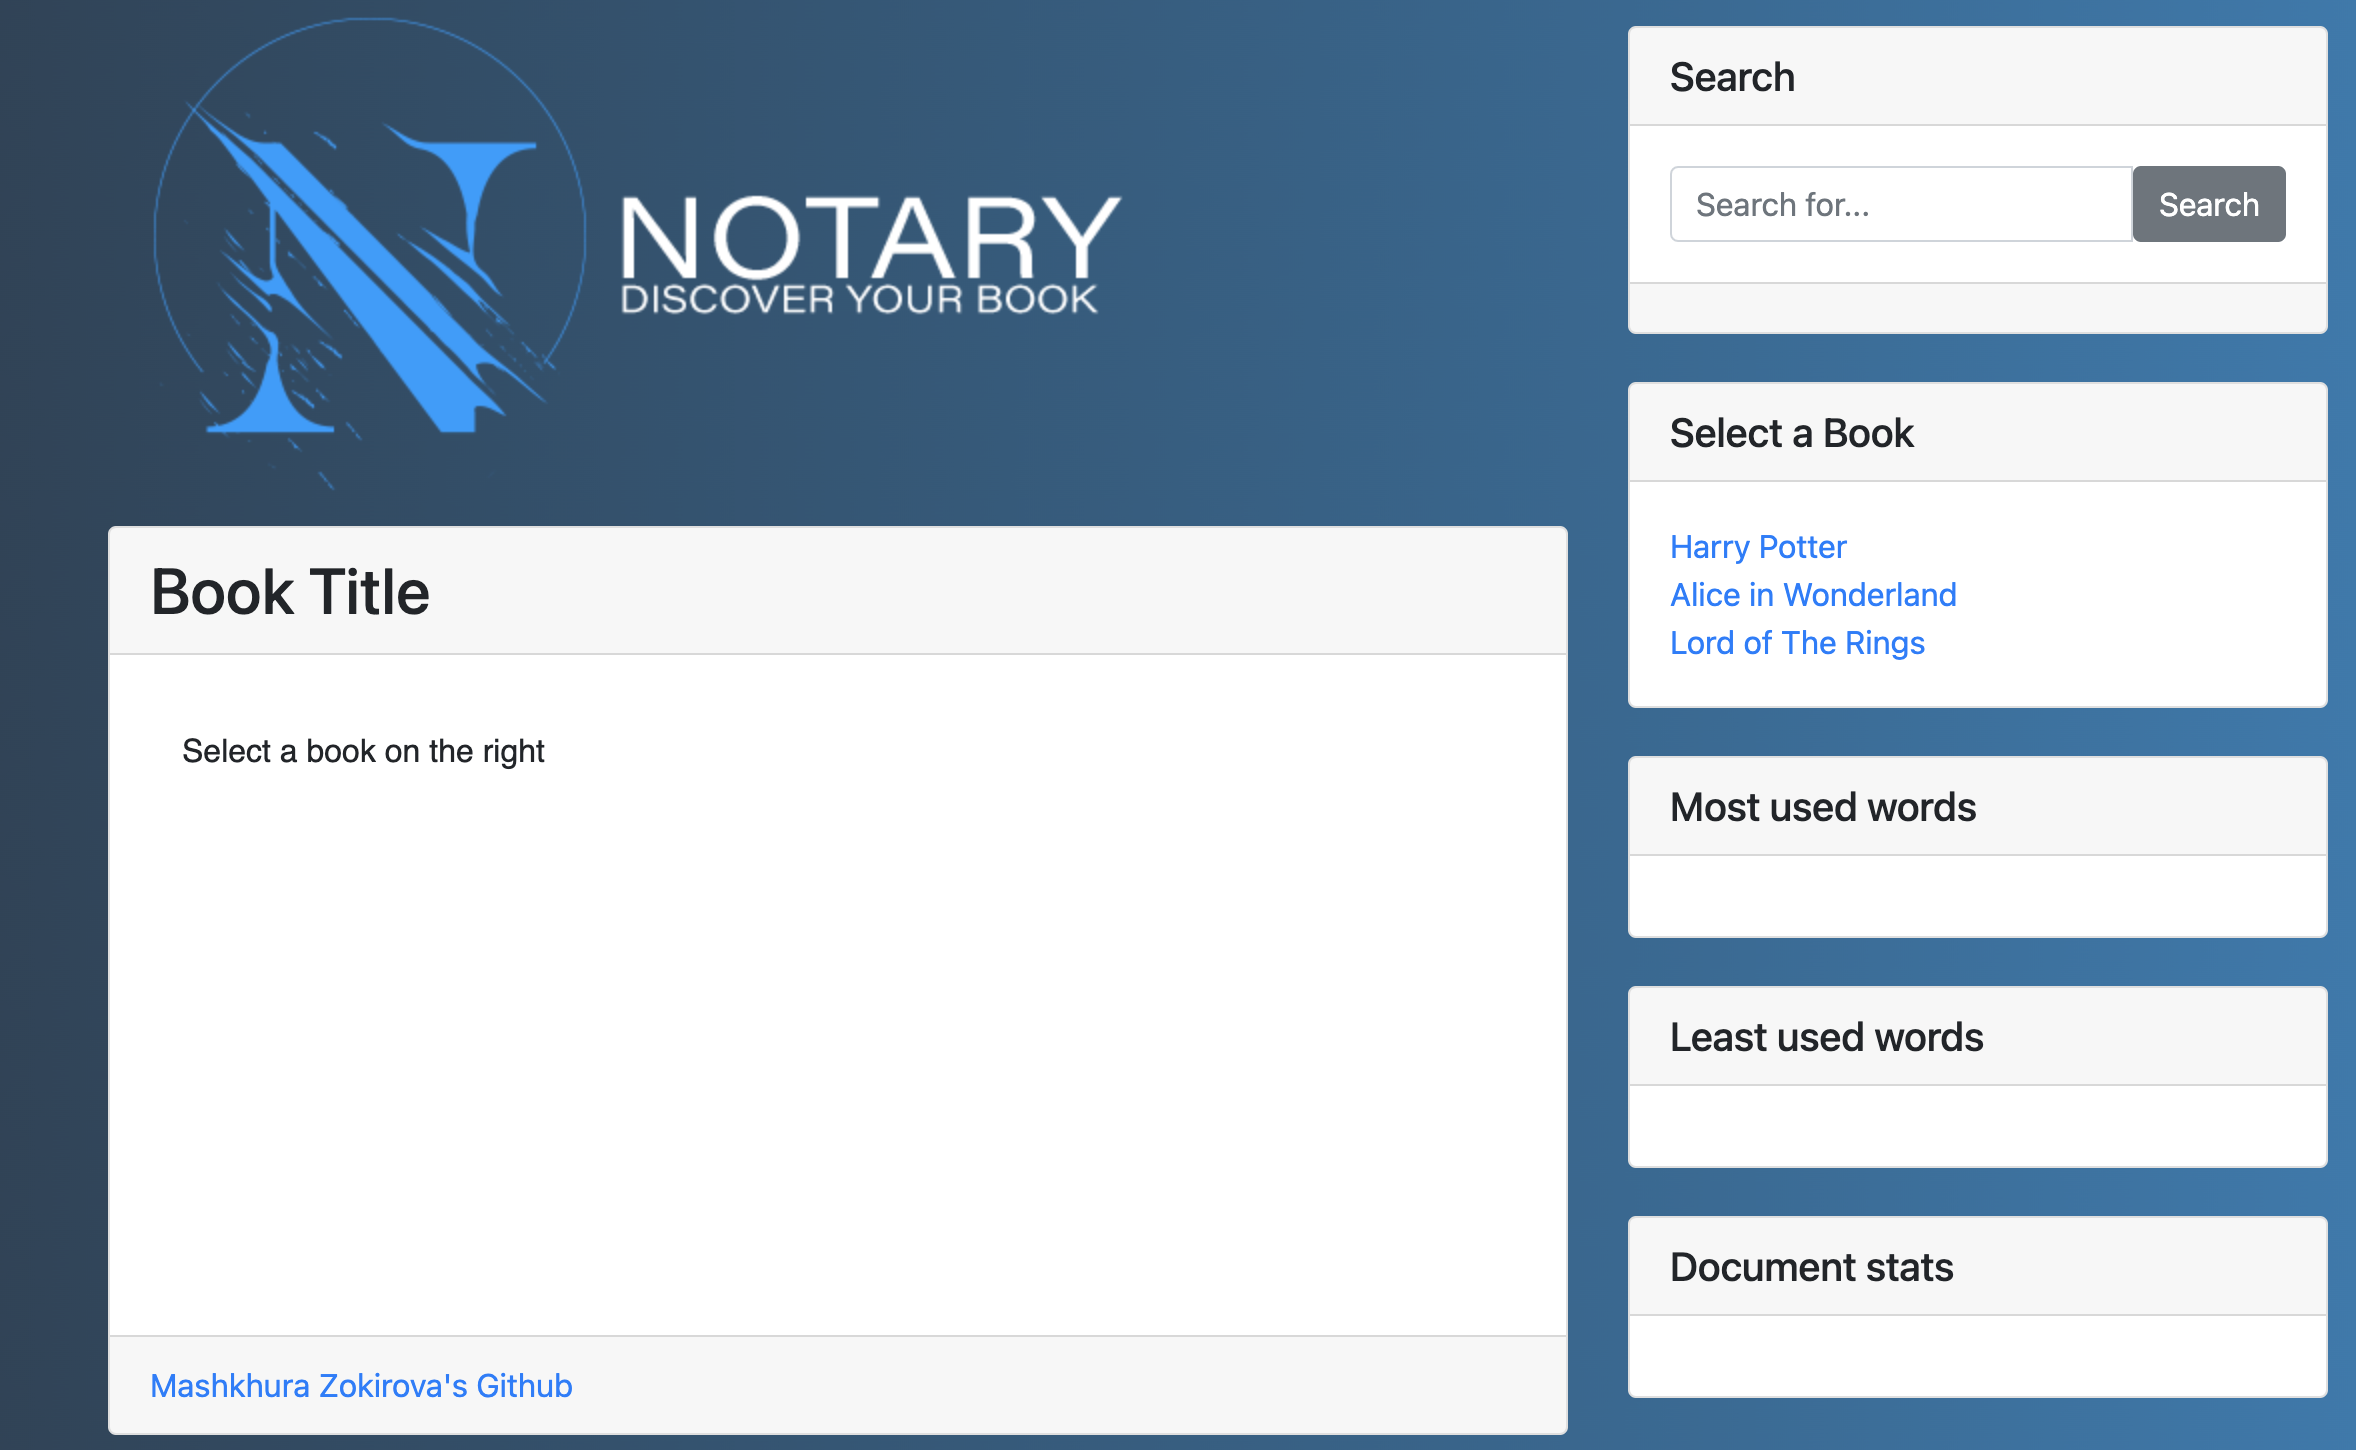 NOTARY
DISCOVER YOUR BOOK
Book Title
Select a book on the right
Mashkhura Zokirova's Github
Search
Search for...
Search
Select a Book
Harry Potter
Alice in Wonderland
Lord of The Rings
Most used words
Least used words
Document stats